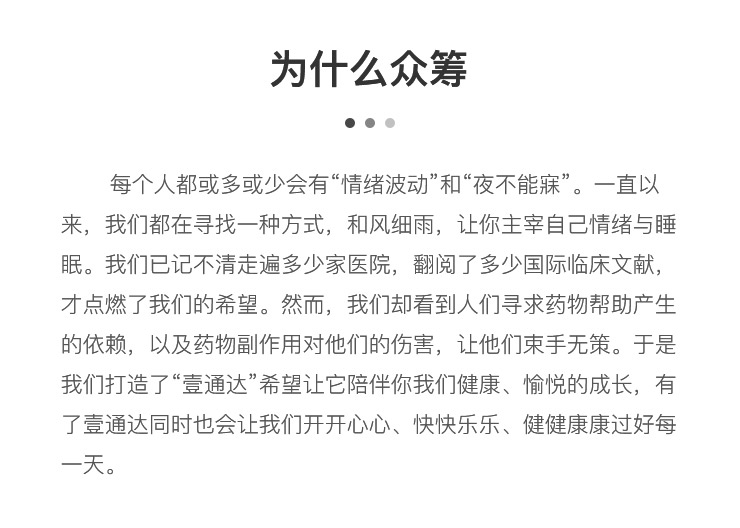 为什么众筹
每个人都或多或少会有“情绪波动”和“夜不能寐”。一直以
来，我们都在寻找一种方式，和风细雨，让你主宰自己情绪与睡
眠。我们已记不清走遍多少家医院，翻阅了多少国际临床文献，
才点燃了我们的希望。然而，我们却看到人们寻求药物帮助产生
的依赖，以及药物副作用对他们的伤害，让他们束手无策。于是
我们打造了“壹通达”希望让它陪伴你我们健康、愉悦的成长，有
了壹通达同时也会让我们开开心心、快快乐乐、健健康康过好每
一天。